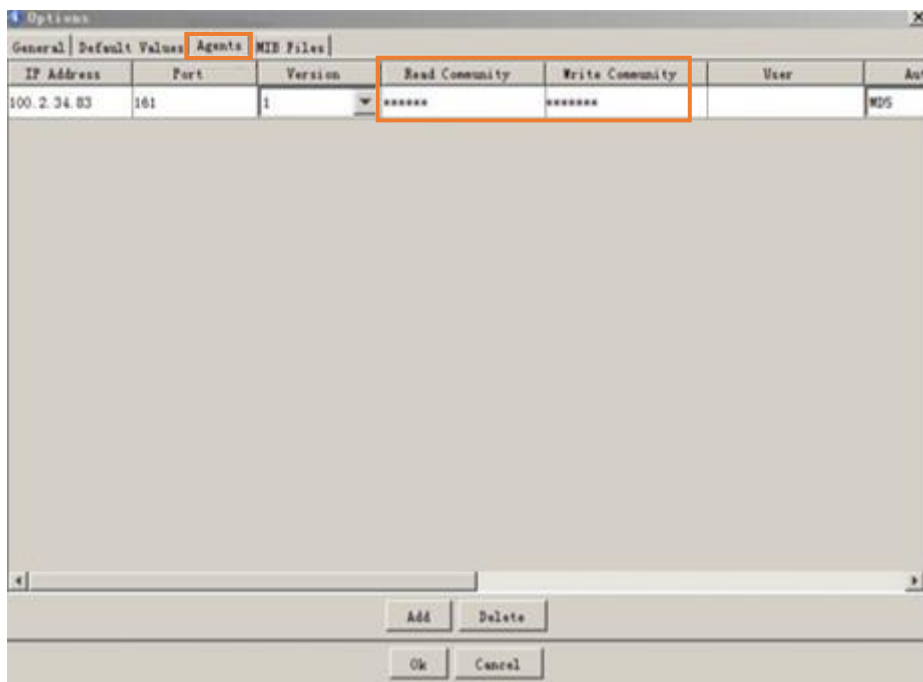 Options
General Default Values Agents MIB Files
IP Address Port Version Read Community Write Community User Aut
100.2.34.83 161 1 ****** ******* MD5
Add Delete
Ok Cancel